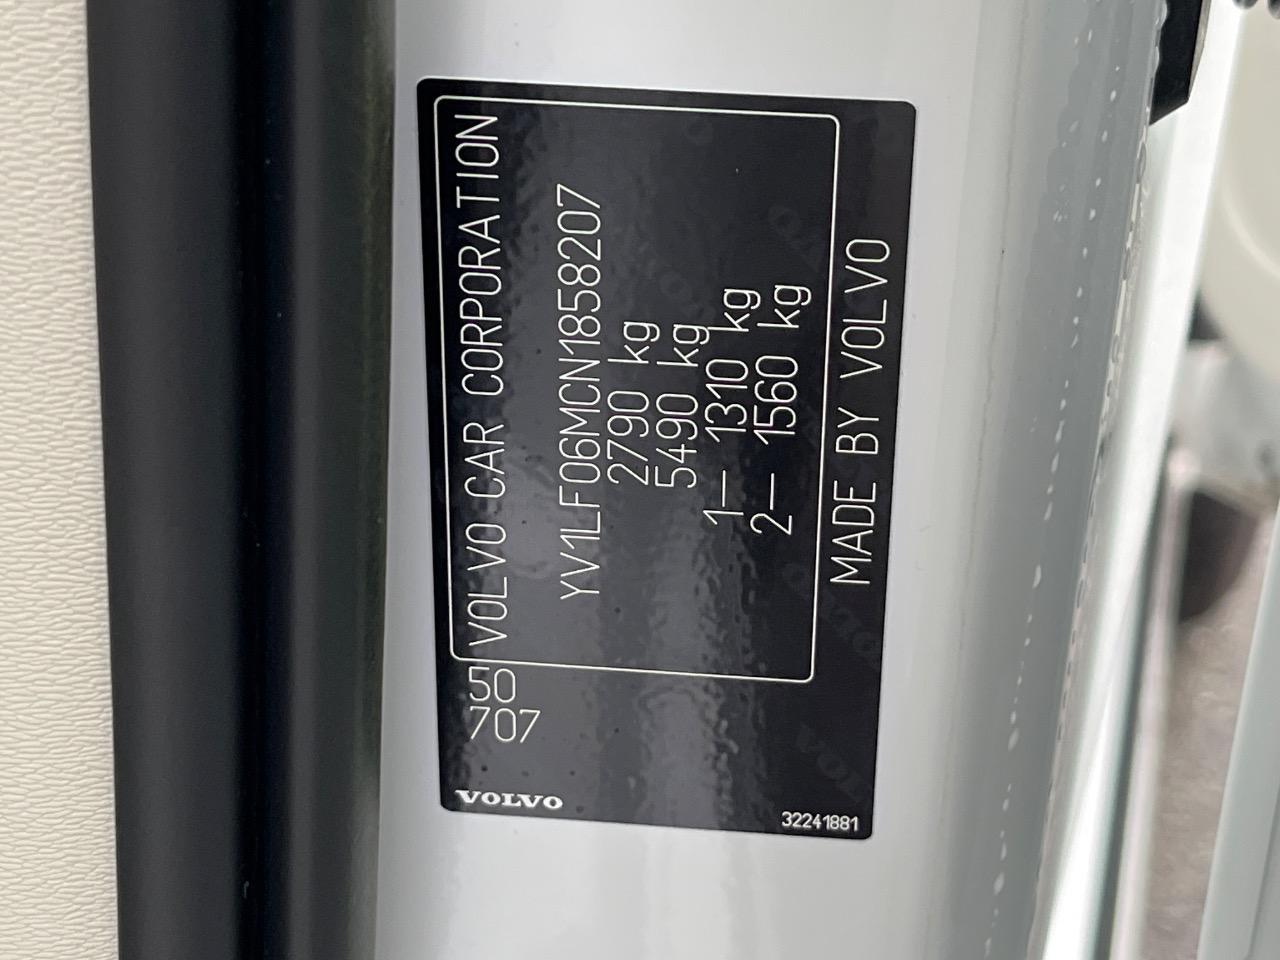 VOLVO CAR CORPORATION
YV1LF06MCN1858207
2790 kg
5490 kg
1— 1310 kg
2— 1560 kg
MADE BY VOLVO
50
707
VOLVO
32241881